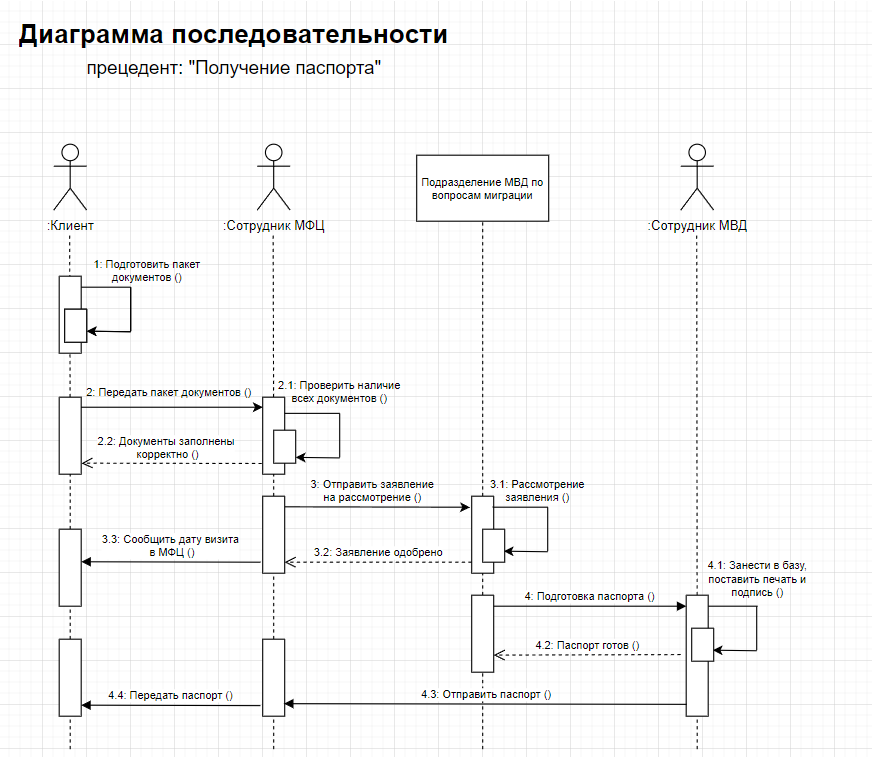 Диаграмма последовательности
прецедент: "Получение паспорта"
:Клиент
:Сотрудник МФЦ
Подразделение МВД по
вопросам миграции
:Сотрудник МВД
1: Подготовить пакет
документов ()
2: Передать пакет документов ()
2.1: Проверить наличие
всех документов ()
2.2: Документы заполнены
корректно ()
3: Отправить заявление
на рассмотрение ()
3.1: Рассмотрение
заявления ()
3.2: Заявление одобрено
3.3: Сообщить дату визита
в МФЦ ()
4: Подготовка паспорта ()
4.1: Занести в базу,
поставить печать и
подпись ()
4.2: Паспорт готов ()
4.3: Отправить паспорт ()
4.4: Передать паспорт ()